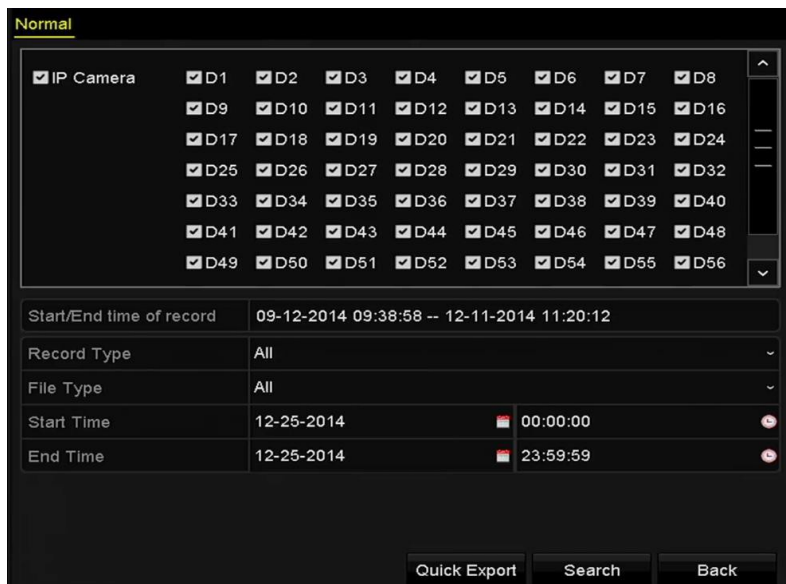 Normal
IP Camera D1 D2 D3 D4 D5 D6 D7 D8
D9 D10 D11 D12 D13 D14 D15 D16
D17 D18 D19 D20 D21 D22 D23 D24
D25 D26 D27 D28 D29 D30 D31 D32
D33 D34 D35 D36 D37 D38 D39 D40
D41 D42 D43 D44 D45 D46 D47 D48
D49 D50 D51 D52 D53 D54 D55 D56
Start/End time of record 09-12-2014 09:38:58 -- 12-11-2014 11:20:12
Record Type All
File Type All
Start Time 12-25-2014 00:00:00
End Time 12-25-2014 23:59:59
Quick Export Search Back